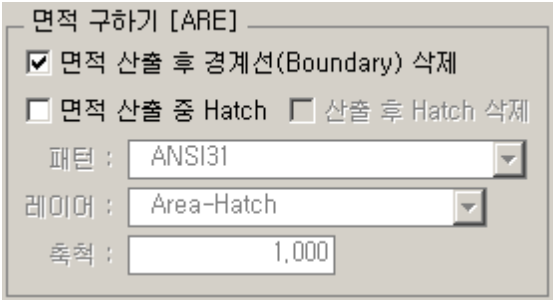 면적 구하기 [ARE]
면적 산출 후 경계선(Boundary) 삭제
면적 산출 중 Hatch 산출 후 Hatch 삭제
패턴 : ANSI31
레이어 : Area-Hatch
축척 : 1,000